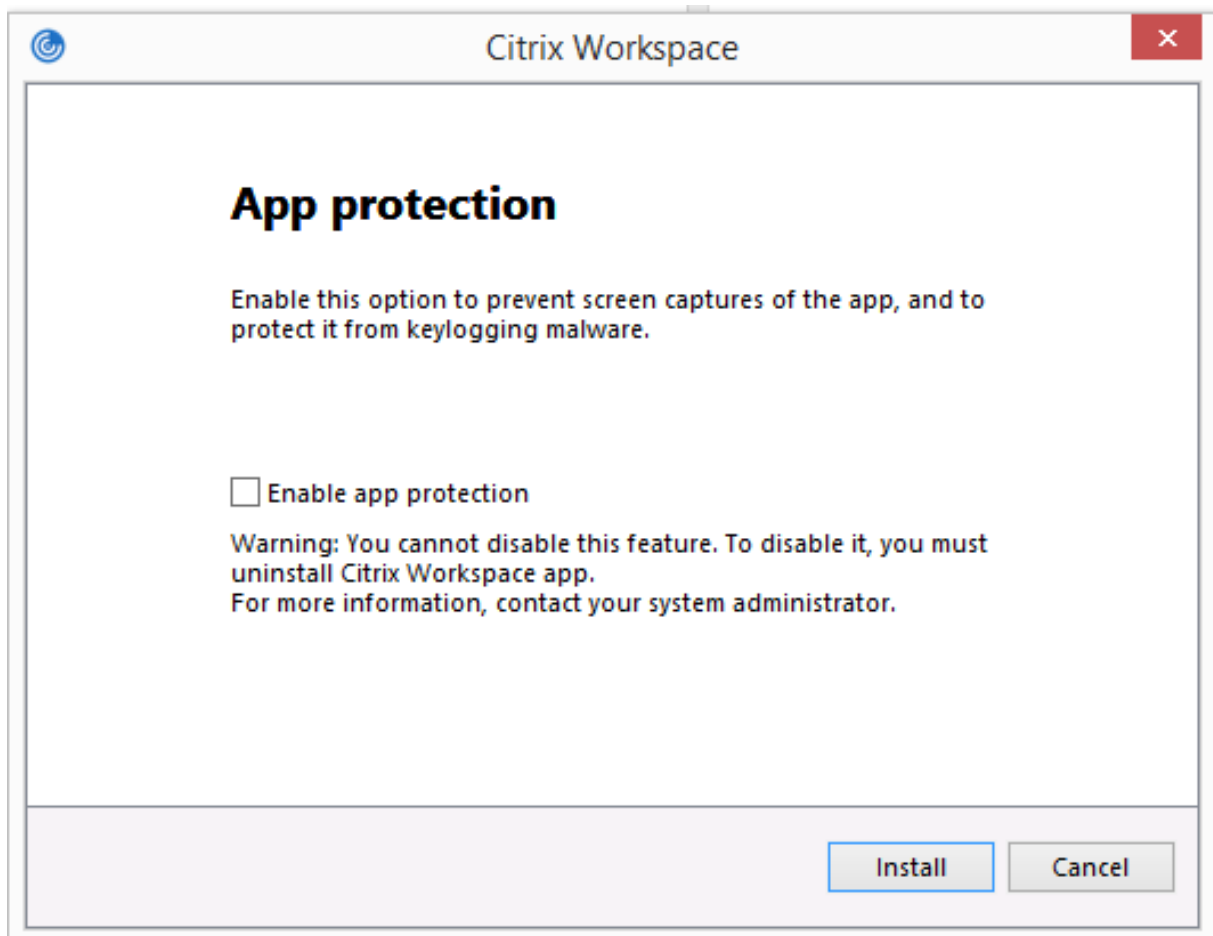 Citrix Workspace
App protection
Enable this option to prevent screen captures of the app, and to
protect it from keylogging malware.
Enable app protection
Warning: You cannot disable this feature. To disable it, you must
uninstall Citrix Workspace app.
For more information, contact your system administrator.
Install
Cancel